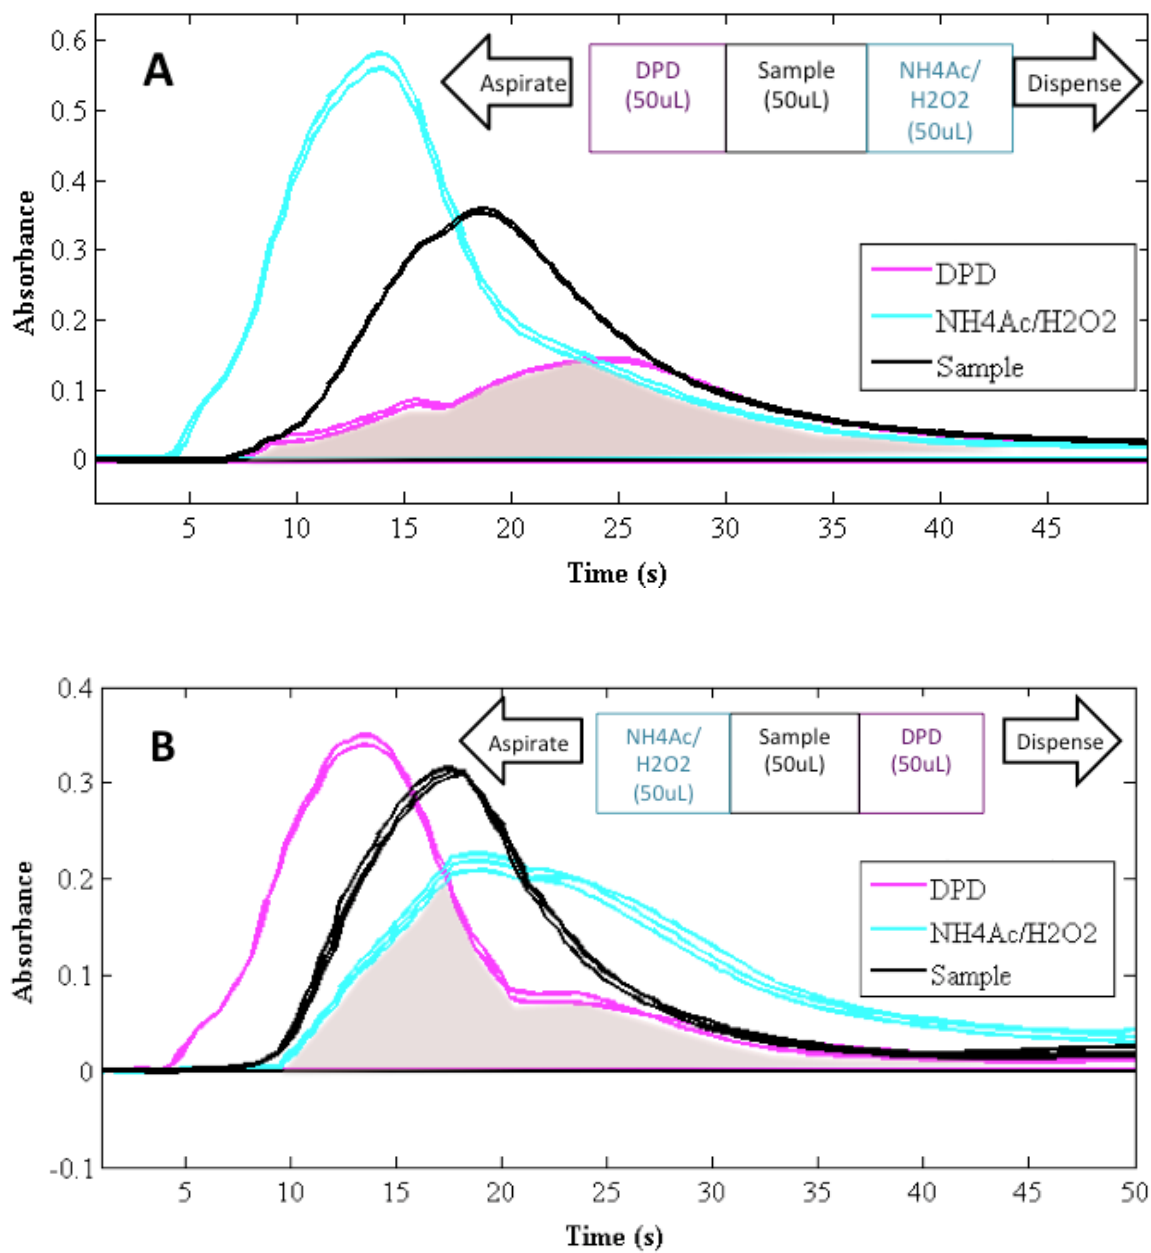 A
Aspirate
DPD
(50uL)
Sample
(50uL)
NH4Ac/
H2O2
(50uL)
Dispense
0.6
0.5
0.4
0.3
0.2
0.1
0
Absorbance
DPD
NH4Ac/H2O2
Sample
5 10 15 20 25 30 35 40 45
Time (s)
B
Aspirate
NH4Ac/
H2O2
(50uL)
Sample
(50uL)
DPD
(50uL)
Dispense
0.4
0.3
0.2
0.1
0
-0.1
Absorbance
DPD
NH4Ac/H2O2
Sample
5 10 15 20 25 30 35 40 45 50
Time (s)